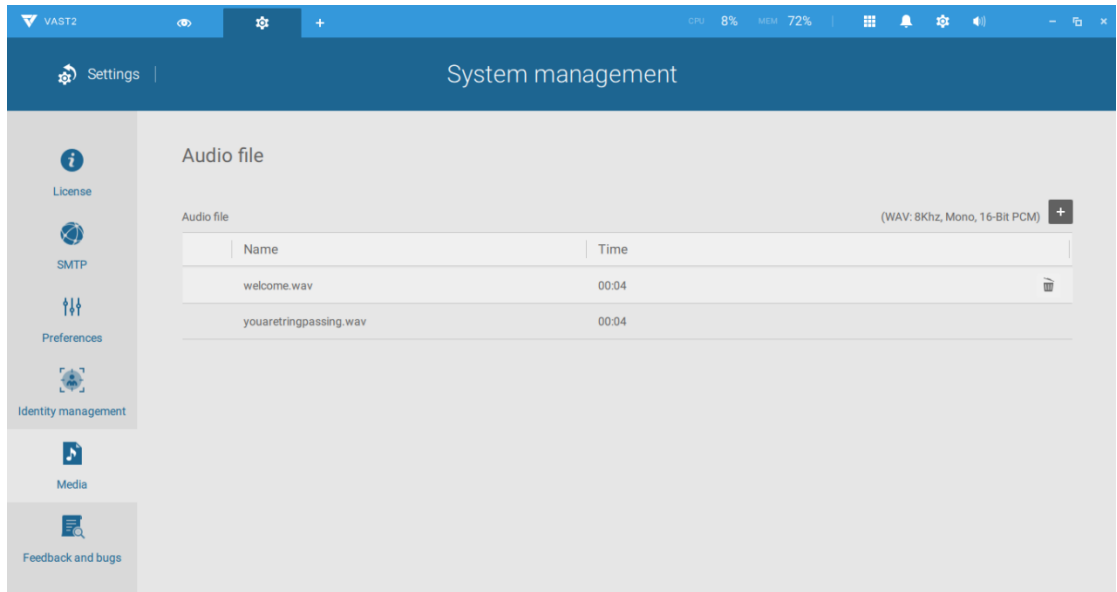 VAST2 CPU 8% MEM 72%
Settings System management
License
SMTP
Preferences
Identity management
Media
Feedback and bugs
Audio file
Audio file (WAV: 8Khz, Mono, 16-Bit PCM)
Name Time
welcome.wav 00:04
youaretringpassing.wav 00:04